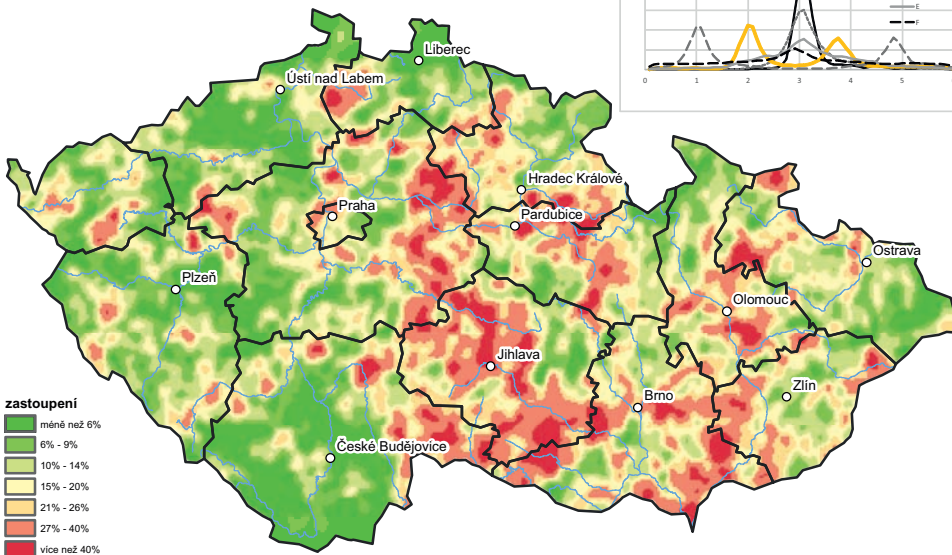 E
F
0
1
2
3
4
5
Liberec
Ústí nad Labem
Hradec Králové
Praha
Pardubice
Ostrava
Plzeň
Olomouc
Jihlava
Zlín
Brno
České Budějovice
zastoupení
méně než 6%
6% - 9%
10% - 14%
15% - 20%
21% - 26%
27% - 40%
více než 40%